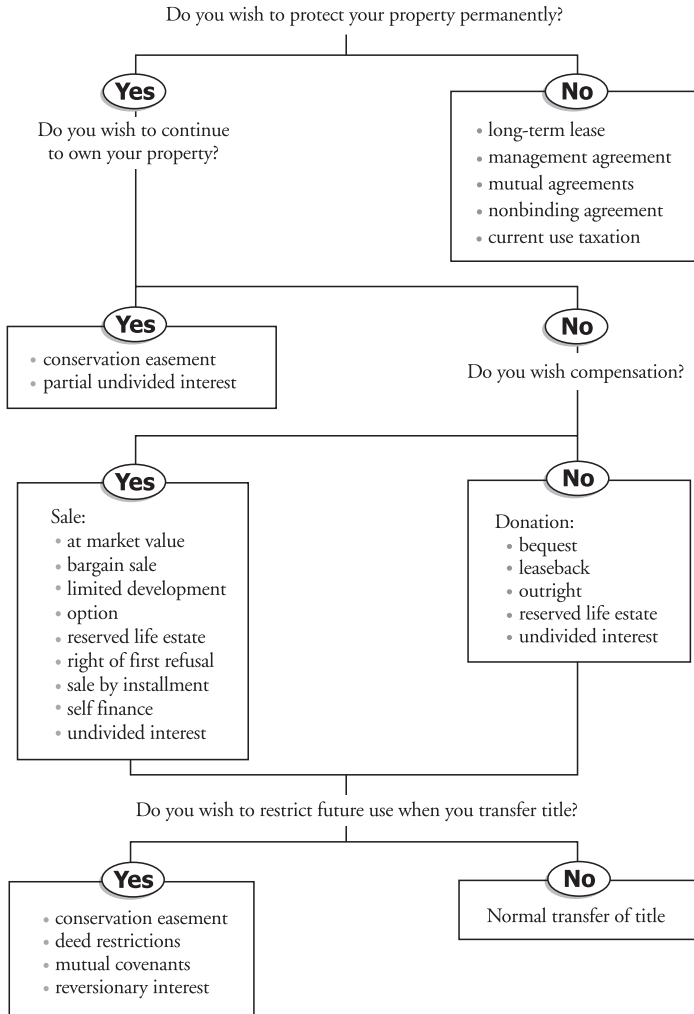 Do you wish to protect your property permanently?
Yes
No
Do you wish to continue
to own your property?
• long-term lease
• management agreement
• mutual agreements
• nonbinding agreement
• current use taxation
Yes
• conservation easement
• partial undivided interest
No
Do you wish compensation?
Yes
Sale:
• at market value
• bargain sale
• limited development
• option
• reserved life estate
• right of first refusal
• sale by installment
• self finance
• undivided interest
No
Donation:
• bequest
• leaseback
• outright
• reserved life estate
• undivided interest
Do you wish to restrict future use when you transfer title?
Yes
• conservation easement
• deed restrictions
• mutual covenants
• reversionary interest
No
Normal transfer of title